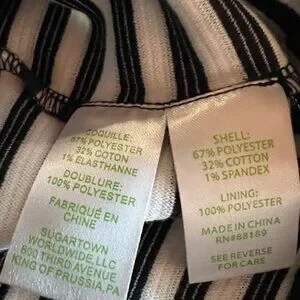 COQUILLE:
67% POLYESTER
32% COTON
1% ÉLASTHANNE
DOUBLURE:
100% POLYESTER
FABRIQUÉ EN
CHINE
SUGARTOWN
WORLDWIDE, LLC
800 THIRD AVENUE
KING OF PRUSSIA, PA
SHELL:
67% POLYESTER
32% COTTON
1% SPANDEX
LINING:
100% POLYESTER
MADE IN CHINA
RN#88189
SEE REVERSE
FOR CARE